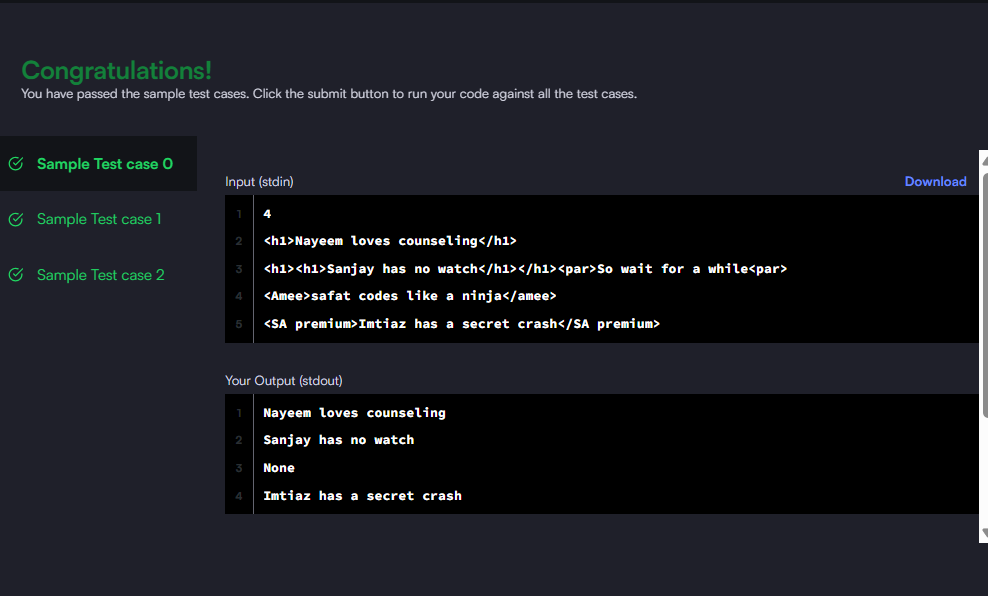 Congratulations!
You have passed the sample test cases. Click the submit button to run your code against all the test cases.
Sample Test case 0
Sample Test case 1
Sample Test case 2
Input (stdin)
Download
1 4
2 <h1>Nayeem loves counseling</h1>
3 <h1><h1>Sanjay has no watch</h1></h1><par>So wait for a while<par>
4 <Amee>safat codes like a ninja</amee>
5 <SA premium>Imtiaz has a secret crash</SA premium>
Your Output (stdout)
1 Nayeem loves counseling
2 Sanjay has no watch
3 None
4 Imtiaz has a secret crash